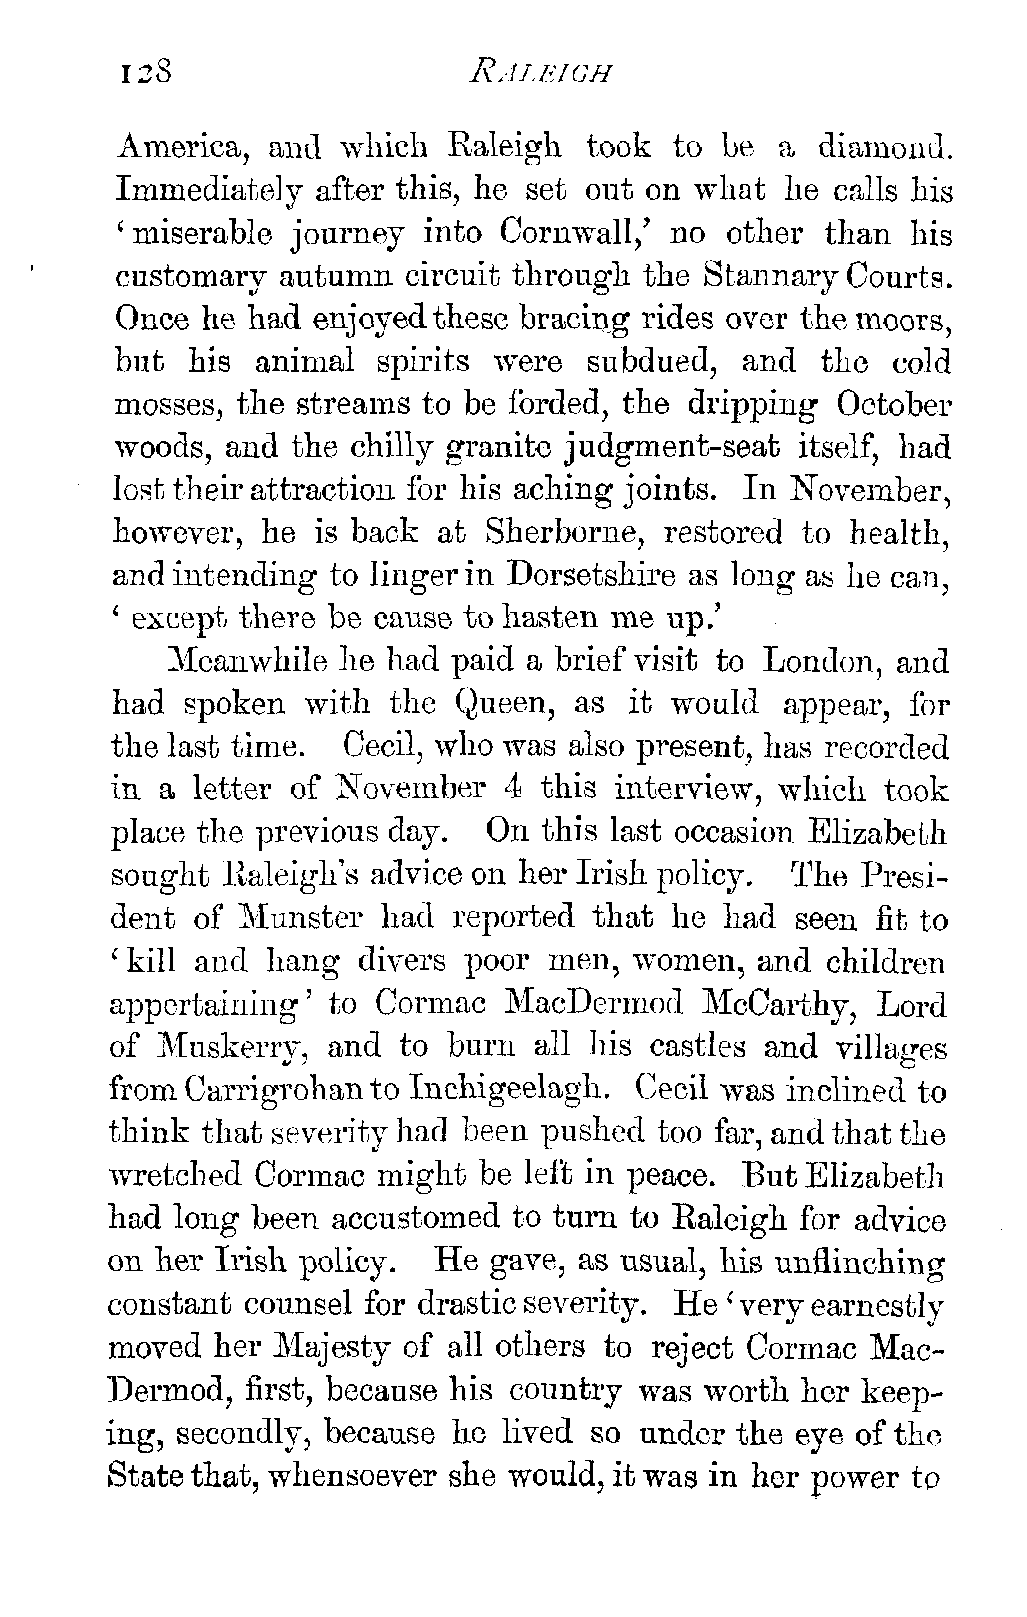 128 RALEIGH
America, and which Raleigh took to be a diamond.
Immediately after this, he set out on what he calls his
‘miserable journey into Cornwall,’ no other than his
customary autumn circuit through the Stannary Courts.
Once he had enjoyed these bracing rides over the moors,
but his animal spirits were subdued, and the cold
mosses, the streams to be forded, the dripping October
woods, and the chilly granite judgment-seat itself, had
lost their attraction for his aching joints. In November,
however, he is back at Sherborne, restored to health,
and intending to linger in Dorsetshire as long as he can,
‘except there be cause to hasten me up.’
Meanwhile he had paid a brief visit to London, and
had spoken with the Queen, as it would appear, for
the last time. Cecil, who was also present, has recorded
in a letter of November 4 this interview, which took
place the previous day. On this last occasion Elizabeth
sought Raleigh’s advice on her Irish policy. The Presi-
dent of Munster had reported that he had seen fit to
‘kill and hang divers poor men, women, and children
appertaining’ to Cormac MacDermod McCarthy, Lord
of Muskerry, and to burn all his castles and villages
from Carrigrohan to Inchigeelagh. Cecil was inclined to
think that severity had been pushed too far, and that the
wretched Cormac might be left in peace. But Elizabeth
had long been accustomed to turn to Raleigh for advice
on her Irish policy. He gave, as usual, his unflinching
constant counsel for drastic severity. He ‘very earnestly
moved her Majesty of all others to reject Cormac Mac-
Dermod, first, because his country was worth her keep-
ing, secondly, because he lived so under the eye of the
State that, whensoever she would, it was in her power to